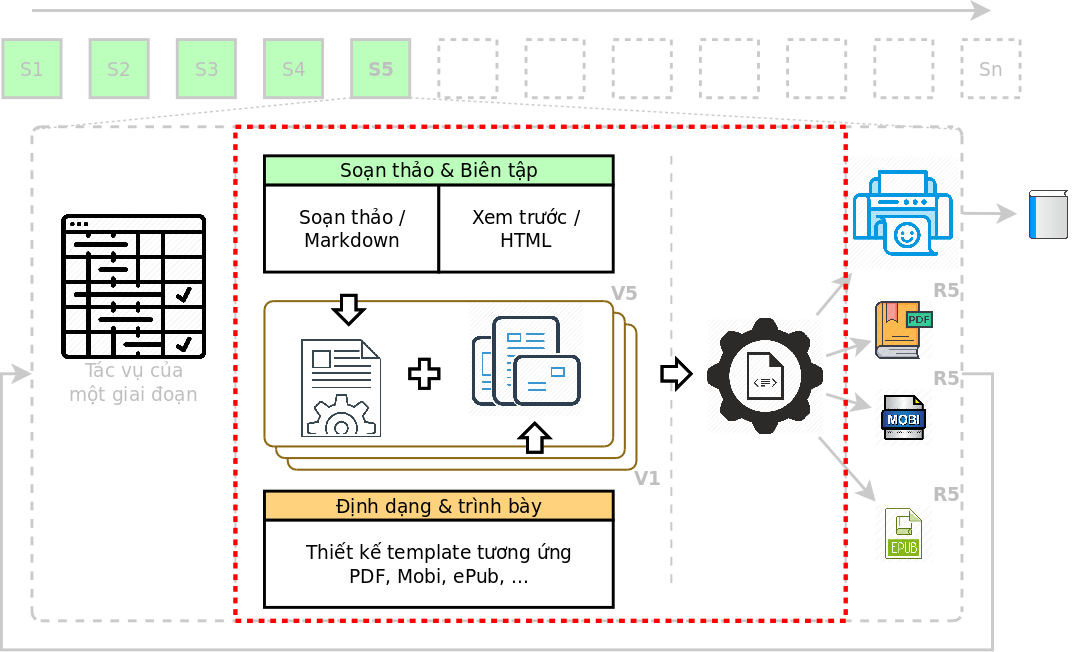 S1
S2
S3
S4
S5
Sn
Soạn thảo & Biên tập
Soạn thảo /
Markdown
Xem trước /
HTML
V5
R5
PDF
Tác vụ của
một giai đoạn
R5
<≡>
MOBI
V1
R5
Định dạng & trình bày
Thiết kế template tương ứng
PDF, Mobi, ePub, ...
EPUB